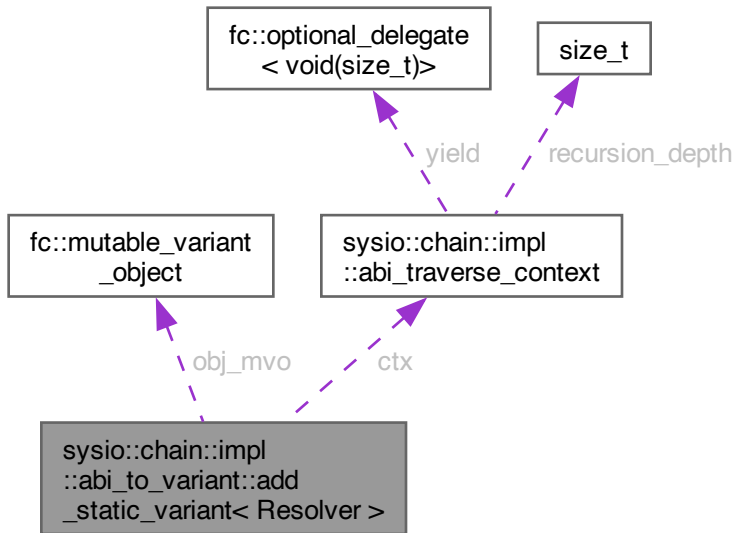 fc::optional_delegate
< void(size_t)>
size_t
yield
recursion_depth
fc::mutable_variant
_object
sysio::chain::impl
::abi_traverse_context
obj_mvo
ctx
sysio::chain::impl
::abi_to_variant::add
_static_variant< Resolver >